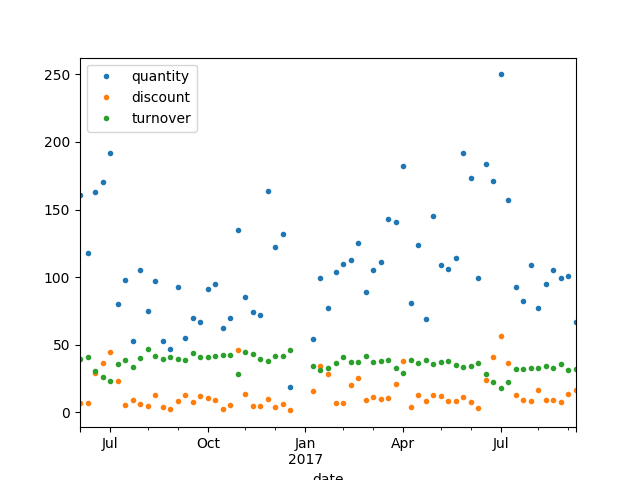 250
200
150
100
50
0
quantity
discount
turnover
Jul
Oct
Jan
2017
Apr
Jul
date